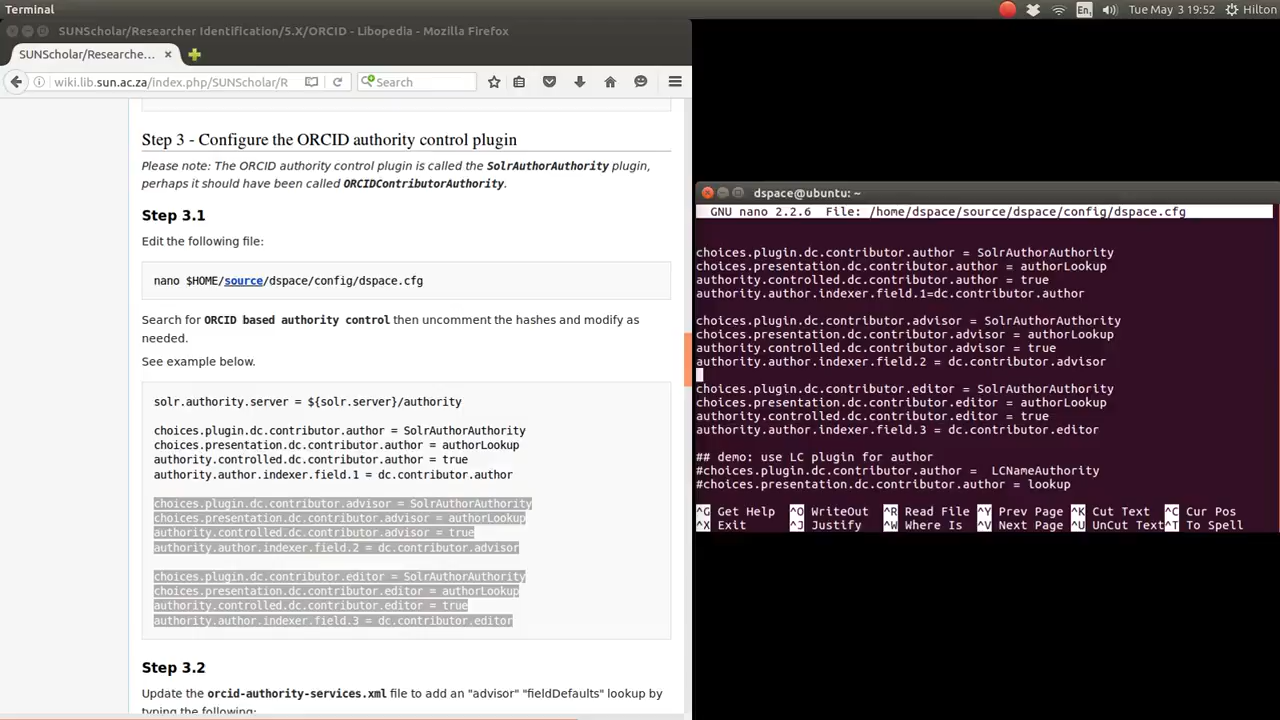 Terminal
En
Tue May 3 19:52
Hilton
SUNScholar/Researcher Identification/5.X/ORCID - Libopedia - Mozilla Firefox
SUNScholar/Researche... ×
wiki.lib.sun.ac.za/index.php/SUNScholar/R
Search
Step 3 - Configure the ORCID authority control plugin
Please note: The ORCID authority control plugin is called the SolrAuthorAuthority plugin,
perhaps it should have been called ORCIDContributorAuthority.
Step 3.1
Edit the following file:
nano $HOME/source/dspace/config/dspace.cfg
Search for ORCID based authority control then uncomment the hashes and modify as
needed.
See example below.
solr.authority.server = ${solr.server}/authority
choices.plugin.dc.contributor.author = SolrAuthorAuthority
choices.presentation.dc.contributor.author = authorLookup
authority.controlled.dc.contributor.author = true
authority.author.indexer.field.1 = dc.contributor.author
choices.plugin.dc.contributor.advisor = SolrAuthorAuthority
choices.presentation.dc.contributor.advisor = authorLookup
authority.controlled.dc.contributor.advisor = true
authority.author.indexer.field.2 = dc.contributor.advisor
choices.plugin.dc.contributor.editor = SolrAuthorAuthority
choices.presentation.dc.contributor.editor = authorLookup
authority.controlled.dc.contributor.editor = true
authority.author.indexer.field.3 = dc.contributor.editor
Step 3.2
Update the orcid-authority-services.xml file to add an "advisor" "fieldDefaults" lookup by
typing the following:
dspace@ubuntu: ~
GNU nano 2.2.6 File: /home/dspace/source/dspace/config/dspace.cfg
choices.plugin.dc.contributor.author = SolrAuthorAuthority
choices.presentation.dc.contributor.author = authorLookup
authority.controlled.dc.contributor.author = true
authority.author.indexer.field.1=dc.contributor.author
choices.plugin.dc.contributor.advisor = SolrAuthorAuthority
choices.presentation.dc.contributor.advisor = authorLookup
authority.controlled.dc.contributor.advisor = true
authority.author.indexer.field.2 = dc.contributor.advisor
choices.plugin.dc.contributor.editor = SolrAuthorAuthority
choices.presentation.dc.contributor.editor = authorLookup
authority.controlled.dc.contributor.editor = true
authority.author.indexer.field.3 = dc.contributor.editor
## demo: use LC plugin for author
#choices.plugin.dc.contributor.author = LCNameAuthority
#choices.presentation.dc.contributor.author = lookup
^G Get Help ^O WriteOut ^R Read File ^Y Prev Page ^K Cut Text ^C Cur Pos
^X Exit ^J Justify ^W Where Is ^V Next Page ^U UnCut Text ^T To Spell